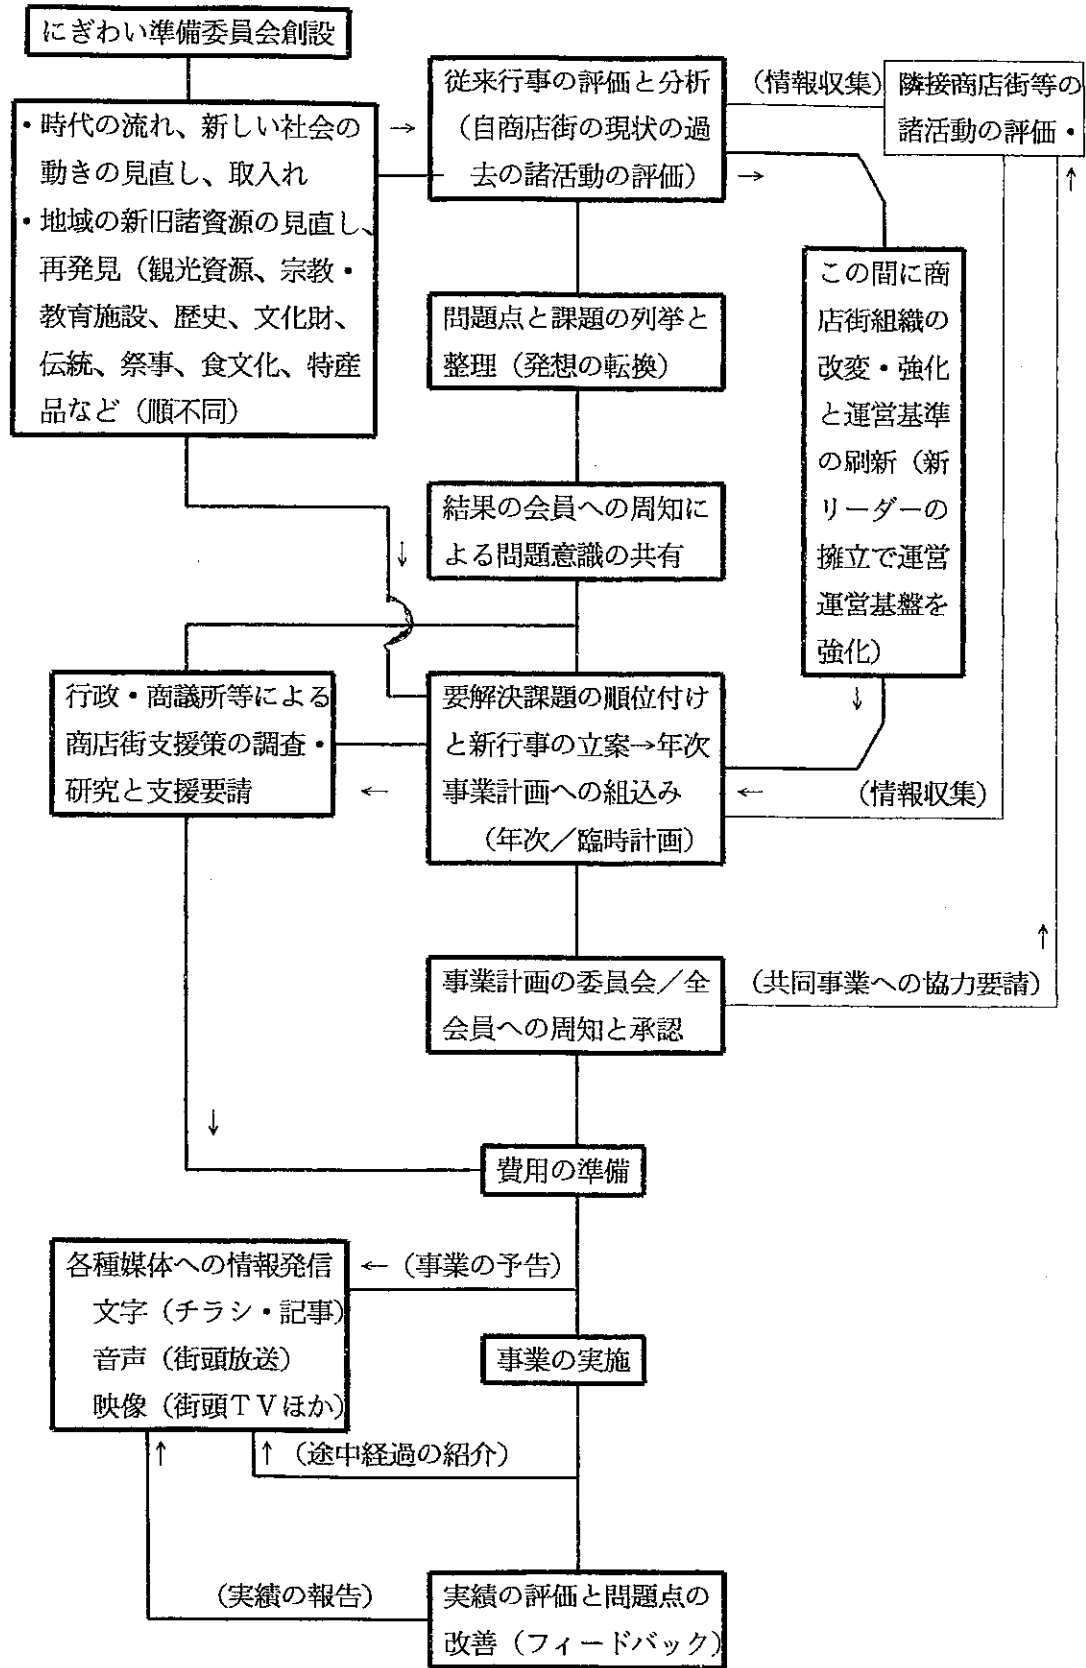 にぎわい準備委員会創設
・時代の流れ、新しい社会の
動きの見直し、取入れ
・地域の新旧諸資源の見直し、
再発見（観光資源、宗教・
教育施設、歴史、文化財、
伝統、祭事、食文化、特産
品など（順不同）
→
従来行事の評価と分析
（自商店街の現状の過
去の諸活動の評価）
→
（情報収集）
隣接商店街等の
諸活動の評価・
↑
問題点と課題の列挙と
整理（発想の転換）
この間に商
店街組織の
改変・強化
と運営基準
の刷新（新
リーダーの
擁立で運営
運営基盤を
強化）
↓
結果の会員への周知に
よる問題意識の共有
↓
行政・商議所等による
商店街支援策の調査・
研究と支援要請
←
要解決課題の順位付け
と新行事の立案→年次
事業計画への組込み
（年次／臨時計画）
←
（情報収集）
事業計画の委員会／全
会員への周知と承認
（共同事業への協力要請）
↑
↓
費用の準備
各種媒体への情報発信
文字（チラシ・記事）
音声（街頭放送）
映像（街頭ＴＶほか）
←（事業の予告）
事業の実施
↑
↑（途中経過の紹介）
（実績の報告）
実績の評価と問題点の
改善（フィードバック）